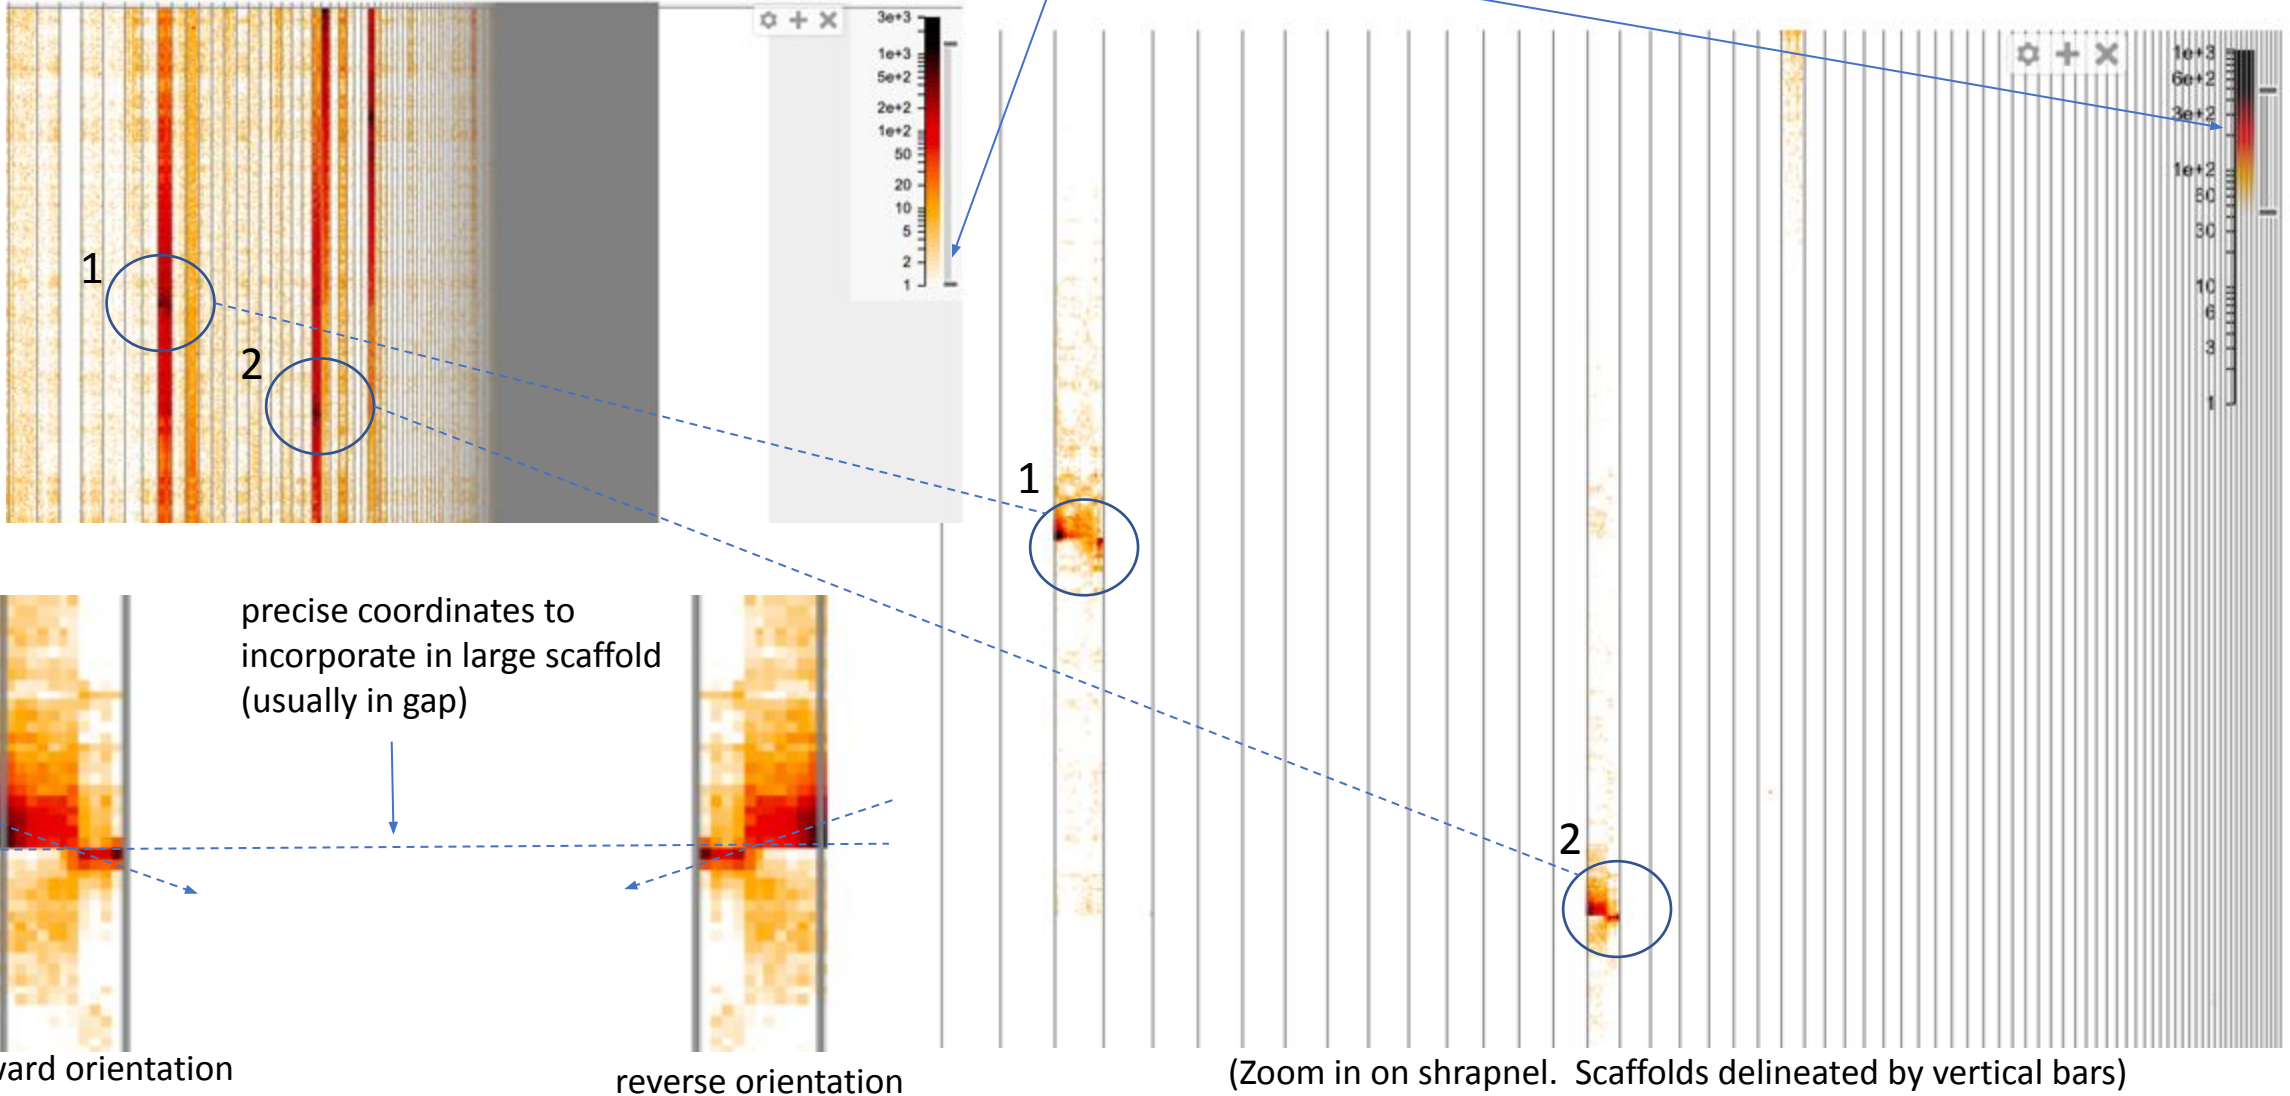 3e+3
1e+3
5e+2
2e+2
1e+2
50
20
10
5
2
1
1e+3
6e+2
3e+2
1e+2
60
30
10
6
3
1
1
2
1
2
precise coordinates to
incorporate in large scaffold
(usually in gap)
ward orientation
reverse orientation
(Zoom in on shrapnel. Scaffolds delineated by vertical bars)